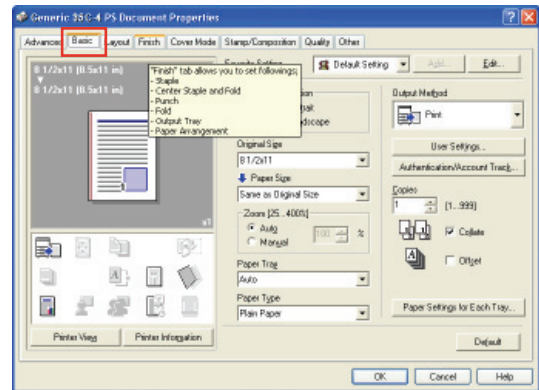 Generic 35C-4 PS Document Properties
Advanced Basic Layout Finish Cover Mode Stamp/Composition Quality Other
8 1/2x11 (8.5x11 in)
8 1/2x11 (8.5x11 in)
"Finish" tab allows you to set followings;
- Staple
- Center Staple and Fold
- Punch
- Fold
- Output Tray
- Paper Arrangement
x1
Printer View
Printer Information
Favorite Setting
Default Setting
Add...
Edit...
Original Size
8 1/2x11
Paper Size
Same as Original Size
Zoom [25...400%]
Auto
Manual
100
%
Paper Tray
Auto
Paper Type
Plain Paper
Output Method
Print
User Settings...
Authentication/Account Track...
Copies
1
(1...999)
Collate
Offset
Paper Settings for Each Tray...
Default
OK
Cancel
Help